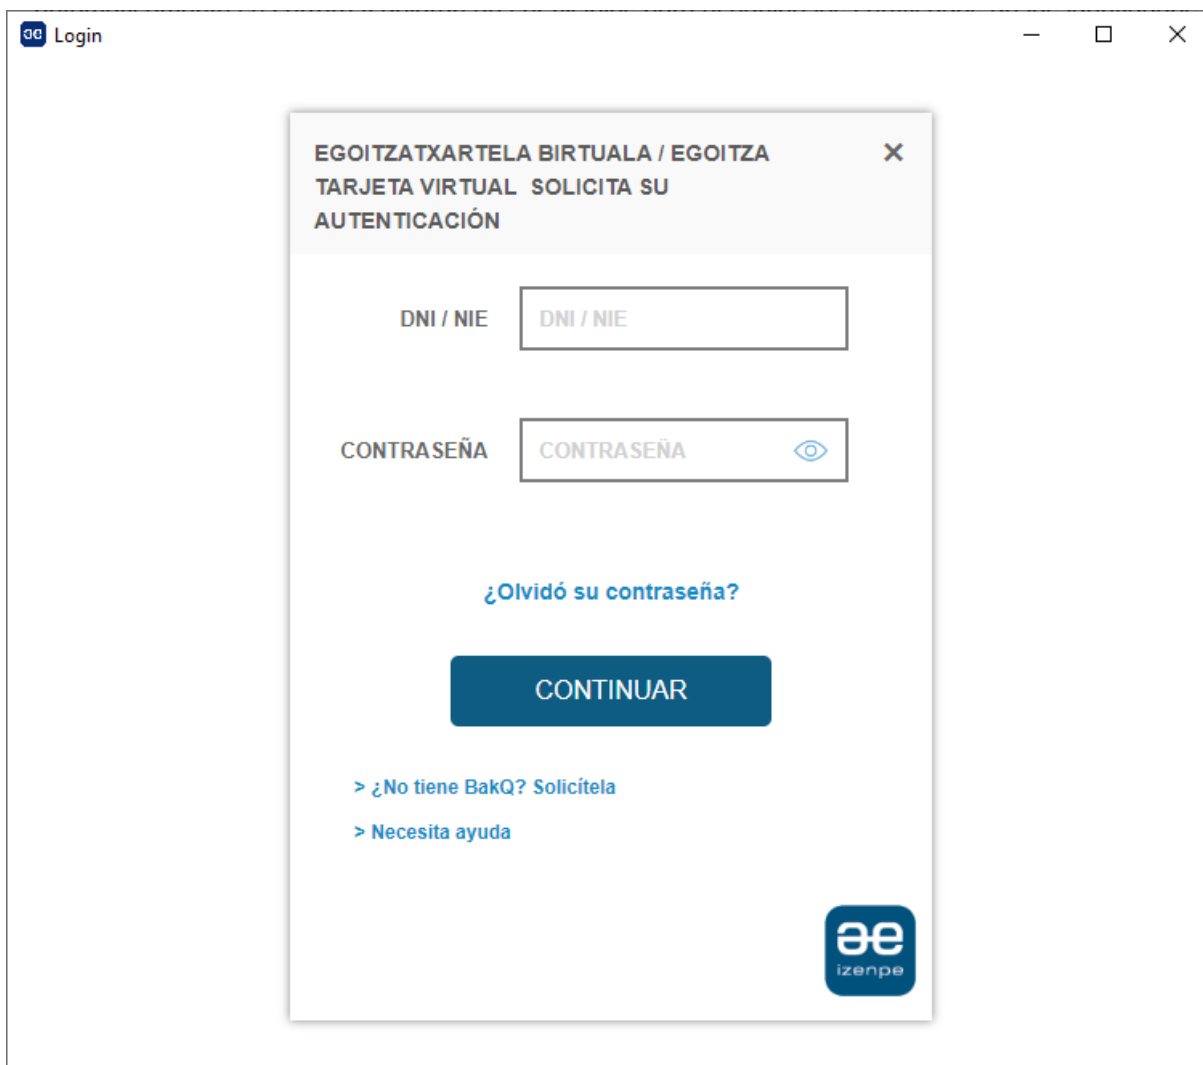 Login
EGOITZATXARTELA BIRTUALA / EGOITZA
TARJETA VIRTUAL SOLICITA SU
AUTENTICACIÓN
DNI / NIE
DNI / NIE
CONTRASEÑA
CONTRASEÑA
¿Olvidó su contraseña?
CONTINUAR
> ¿No tiene BakQ? Solicítela
> Necesita ayuda
izenpe